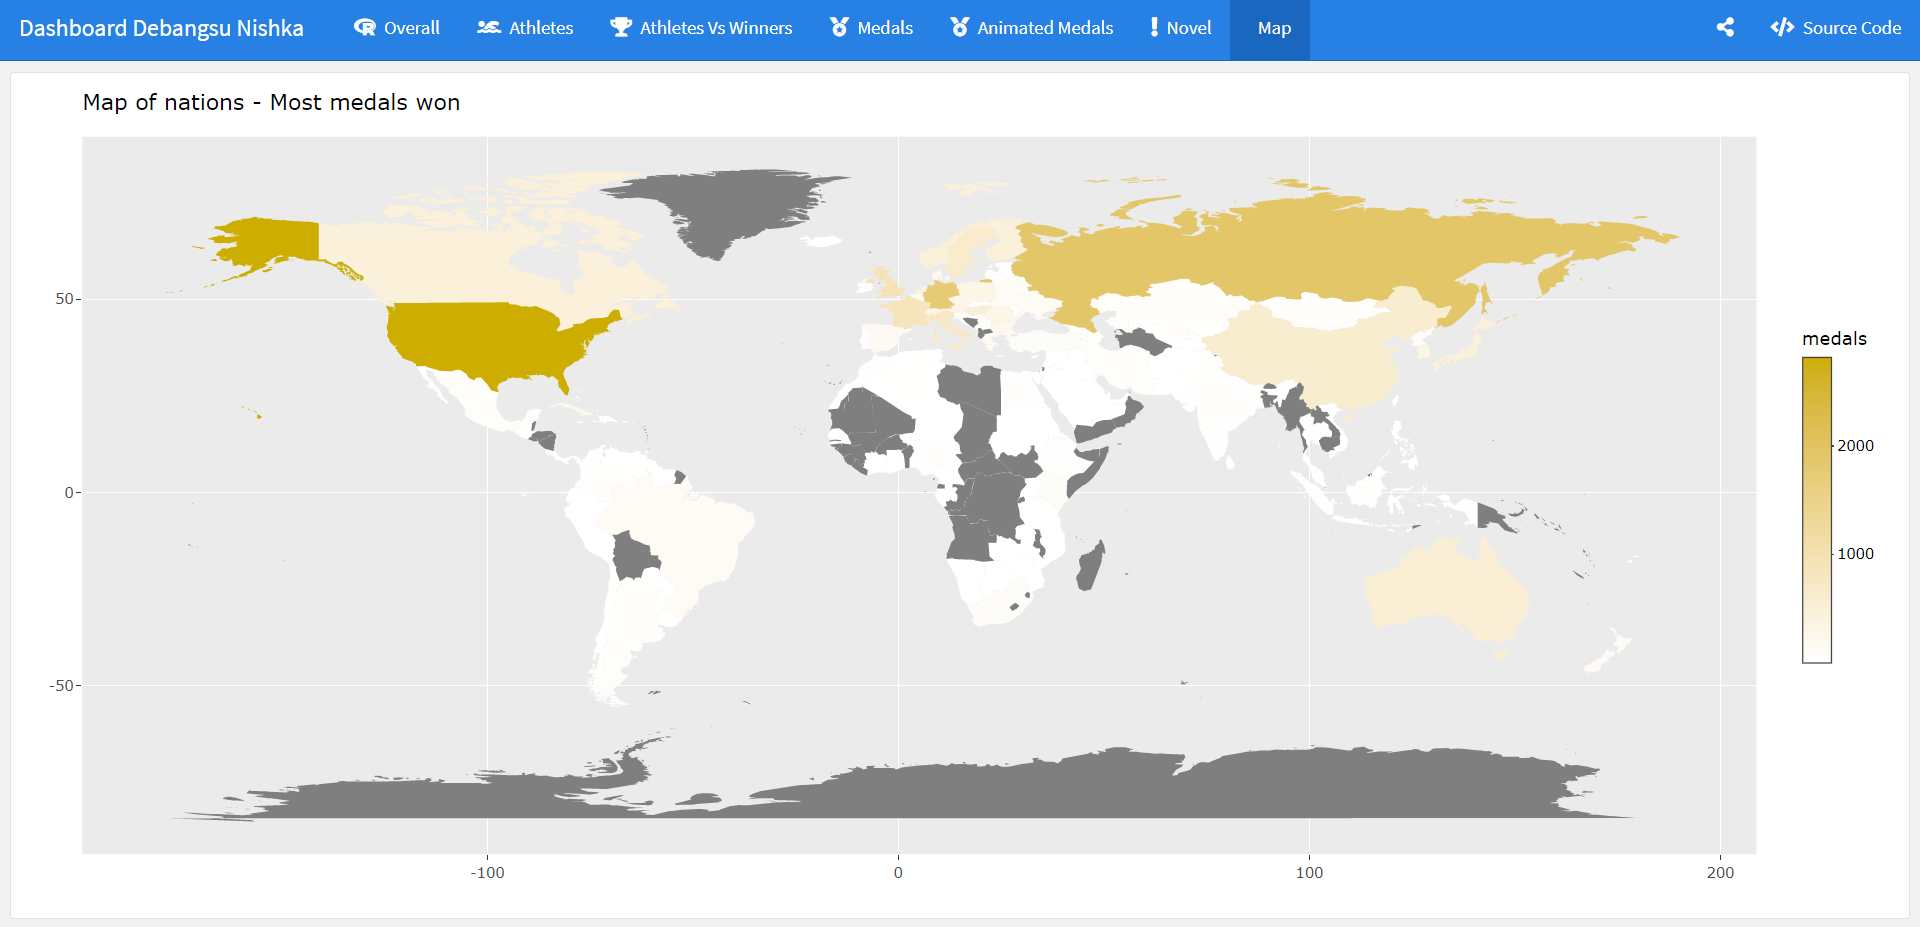 Dashboard Debangsu Nishka Overall Athletes Athletes Vs Winners Medals Animated Medals Novel Map Source Code
Map of nations - Most medals won
50
0
-50
-100 0 100 200
medals
2000
1000